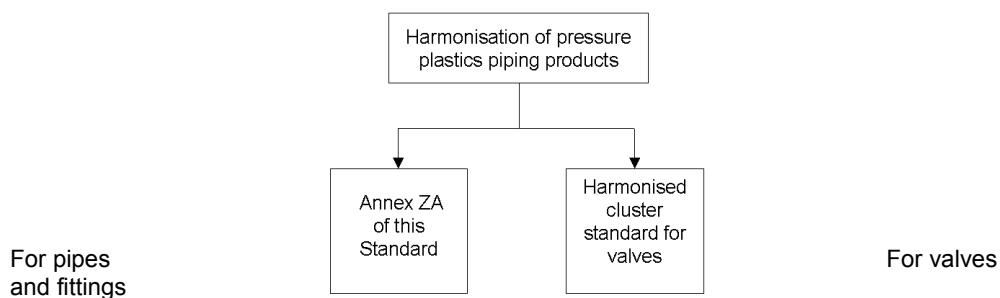 Harmonisation of pressure
plastics piping products
Annex ZA
of this
Standard
Harmonised
cluster
standard for
valves
For pipes
and fittings
For valves